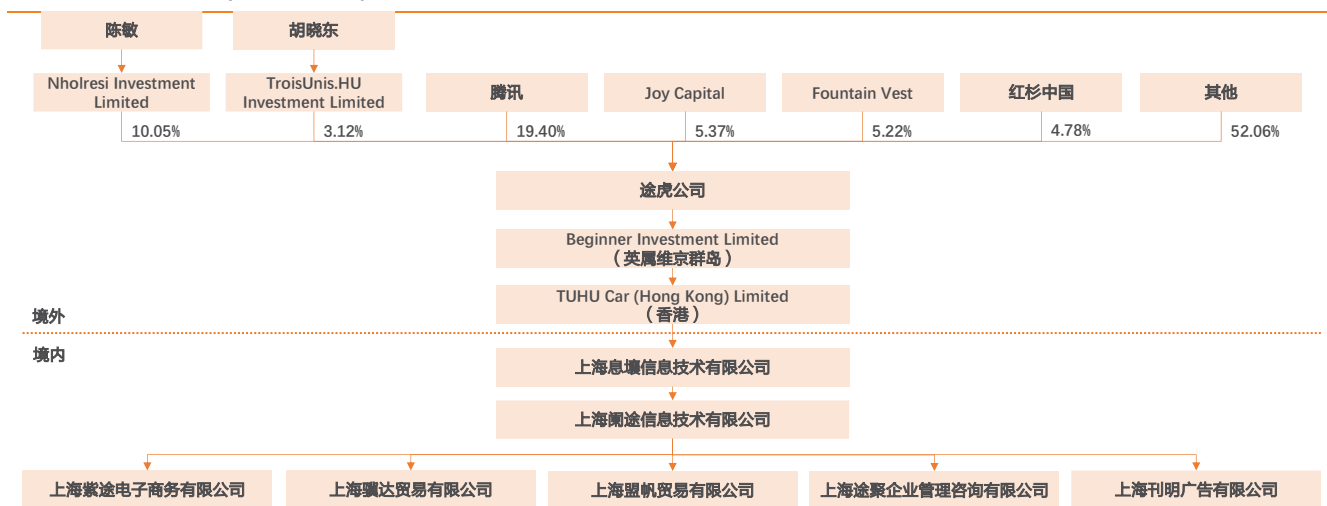 陈敏
胡晓东
Nholresi Investment
Limited
TroisUnis.HU
Investment Limited
腾讯
Joy Capital
Fountain Vest
红杉中国
其他
10.05%
3.12%
19.40%
5.37%
5.22%
4.78%
52.06%
途虎公司
Beginner Investment Limited
（英属维京群岛）
TUHU Car (Hong Kong) Limited
（香港）
境外
境内
上海息壤信息技术有限公司
上海阑途信息技术有限公司
上海紫途电子商务有限公司
上海骥达贸易有限公司
上海盟帆贸易有限公司
上海途聚企业管理咨询有限公司
上海刊明广告有限公司